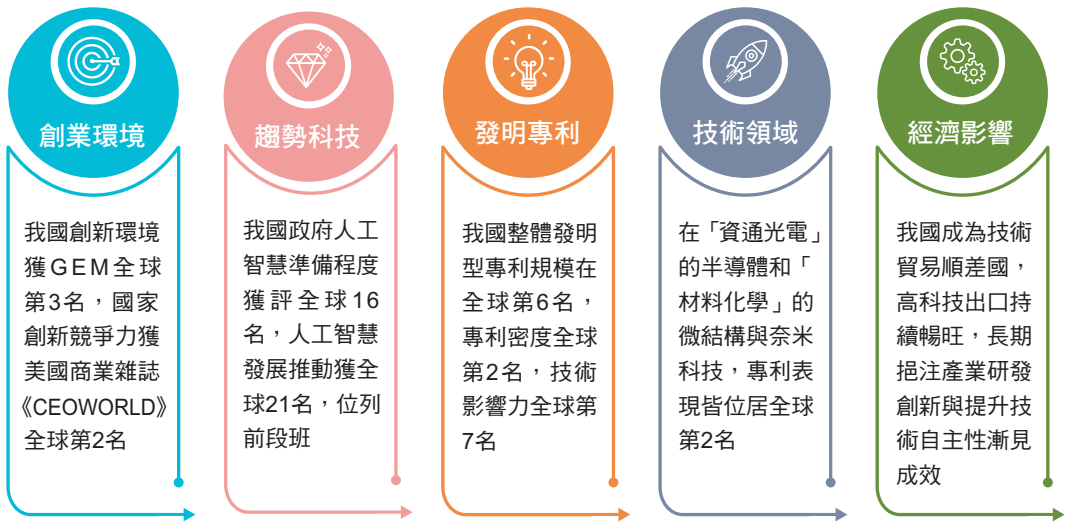 創業環境
我國創新環境
獲GEM全球
第3名，國家
創新競爭力獲
美國商業雜誌
《CEOWORLD》
全球第2名
趨勢科技
我國政府人工
智慧準備程度
獲評全球16
名，人工智慧
發展推動獲全
球21名，位列
前段班
發明專利
我國整體發明
型專利規模在
全球第6名，
專利密度全球
第2名，技術
影響力全球第
7名
技術領域
在「資通光電」
的半導體和「
材料化學」的
微結構與奈米
科技，專利表
現皆位居全球
第2名
經濟影響
我國成為技術
貿易順差國，
高科技出口持
續暢旺，長期
挹注產業研發
創新與提升技
術自主性漸見
成效